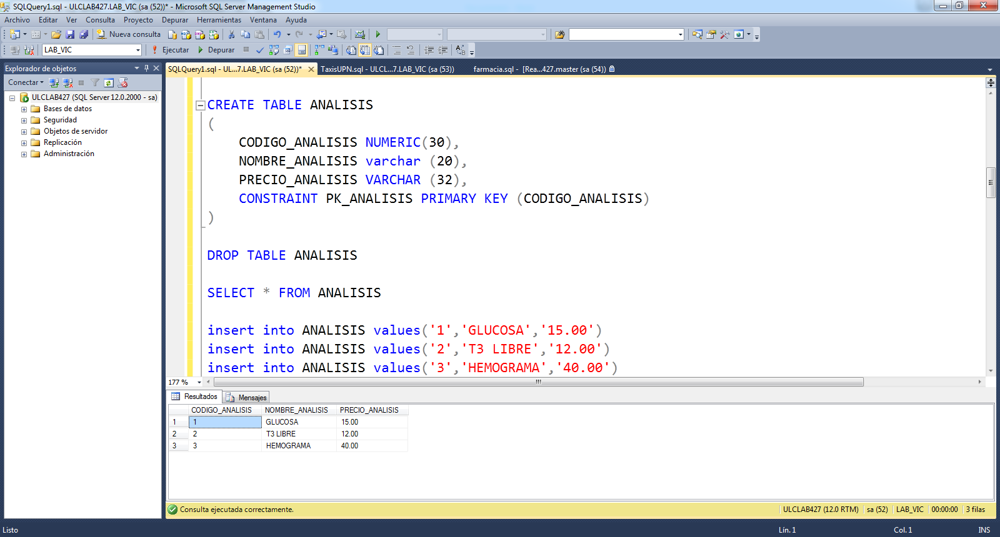 SQLQuery1.sql - ULCLAB427.LAB_VIC (sa (52))* - Microsoft SQL Server Management Studio
Archivo Editar Ver Consulta Proyecto Depurar Herramientas Ventana Ayuda
Nueva consulta
LAB_VIC Ejecutar Depurar
Explorador de objetos
Conectar
ULCLAB427 (SQL Server 12.0.2000 - sa)
Bases de datos
Seguridad
Objetos de servidor
Replicación
Administración
SQLQuery1.sql - UL...7.LAB_VIC (sa (52))* TaxisUPN.sql - ULCL...7.LAB_VIC (sa (53)) farmacia.sql - [Rea...427.master (sa (54))
CREATE TABLE ANALISIS
(
CODIGO_ANALISIS NUMERIC(30),
NOMBRE_ANALISIS varchar (20),
PRECIO_ANALISIS VARCHAR (32),
CONSTRAINT PK_ANALISIS PRIMARY KEY (CODIGO_ANALISIS)
)
DROP TABLE ANALISIS
SELECT * FROM ANALISIS
insert into ANALISIS values('1','GLUCOSA','15.00')
insert into ANALISIS values('2','T3 LIBRE','12.00')
insert into ANALISIS values('3','HEMOGRAMA','40.00')
177 %
Resultados Mensajes
CODIGO_ANALISIS NOMBRE_ANALISIS PRECIO_ANALISIS
1 1 GLUCOSA 15.00
2 2 T3 LIBRE 12.00
3 3 HEMOGRAMA 40.00
Consulta ejecutada correctamente. ULCLAB427 (12.0 RTM) sa (52) LAB_VIC 00:00:00 3 filas
Listo Lín. 1 Col. 1 INS